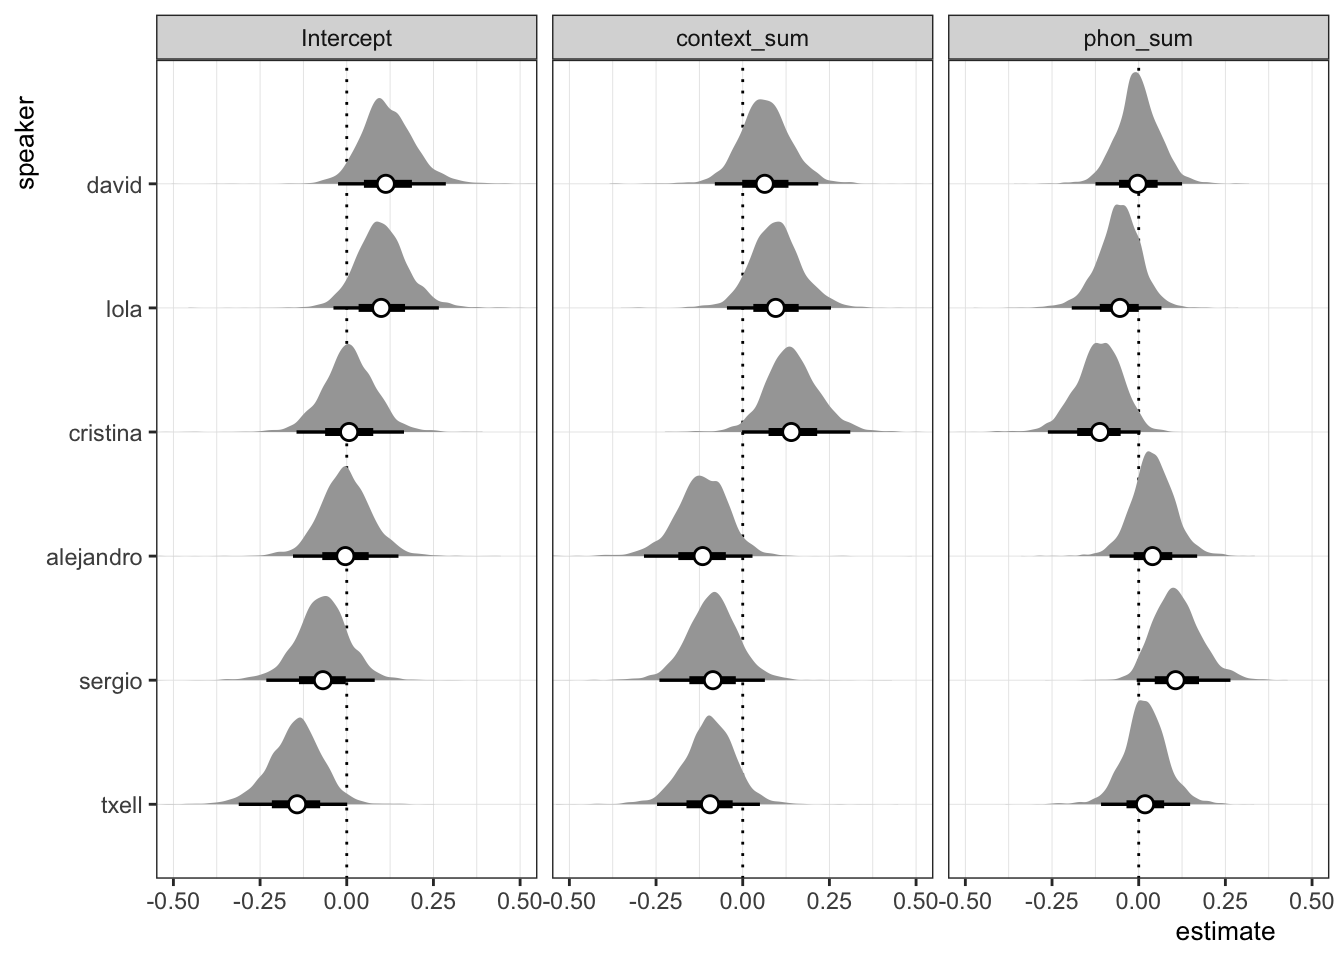 Intercept context_sum phon_sum
speaker
david
lola
cristina
alejandro
sergio
txell
-0.50 -0.25 0.00 0.25 0.50 -0.50 -0.25 0.00 0.25 0.50 -0.50 -0.25 0.00 0.25 0.50
estimate